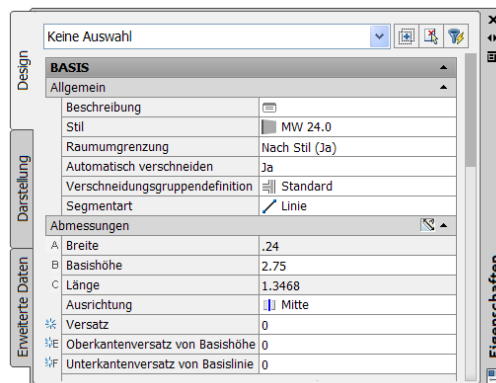 Keine Auswahl
Design
BASIS
Allgemein
Beschreibung
Stil MW 24.0
Raumumgrenzung Nach Stil (Ja)
Automatisch verschneiden Ja
Verschneidungsgruppendefinition Standard
Segmentart Linie
Darstellung
Abmessungen
A Breite .24
B Basishöhe 2.75
C Länge 1.3468
Ausrichtung Mitte
Versatz 0
E Oberkantenversatz von Basishöhe 0
F Unterkantenversatz von Basislinie 0
Erweiterte Daten
Eigenschaften